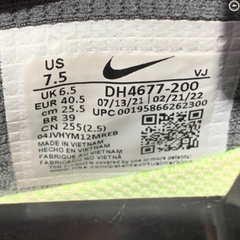 US
7.5
VJ
UK 6.5
EUR 40.5
cm 25.5
BR 39
CN 255(2.5)
DH4677-200
07/13/21 02/21/22
UPC 00195866262300
04JVHYM12MREB
MADE IN VIETNAM
HECHO EN VIETNAM
FABRIQUÉ AU VIETNAM